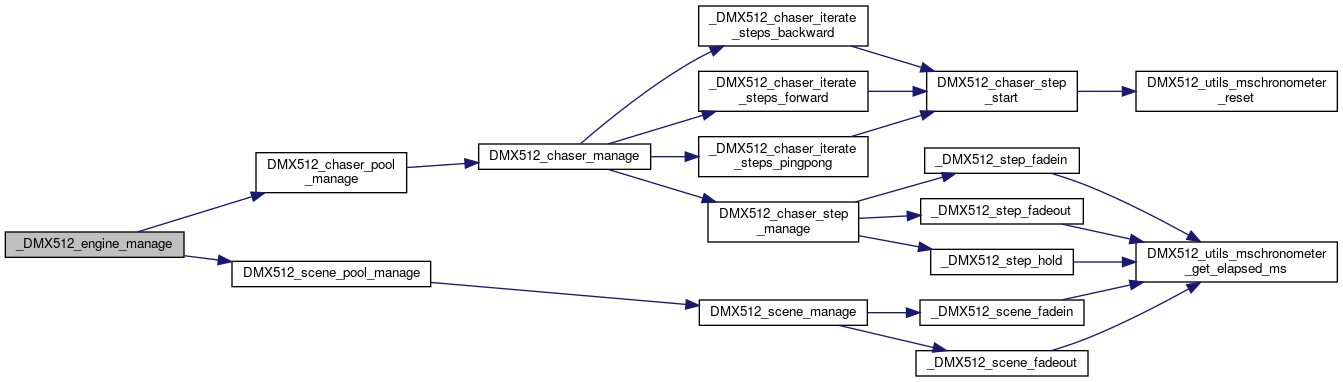 _DMX512_chaser_iterate
_steps_backward
_DMX512_chaser_iterate
_steps_forward
DMX512_chaser_step
_start
DMX512_utils_mschronometer
_reset
DMX512_chaser_pool
_manage
DMX512_chaser_manage
_DMX512_chaser_iterate
_steps_pingpong
_DMX512_step_fadein
DMX512_chaser_step
_manage
_DMX512_step_fadeout
_DMX512_engine_manage
_DMX512_step_hold
DMX512_utils_mschronometer
_get_elapsed_ms
DMX512_scene_pool_manage
DMX512_scene_manage
_DMX512_scene_fadein
_DMX512_scene_fadeout